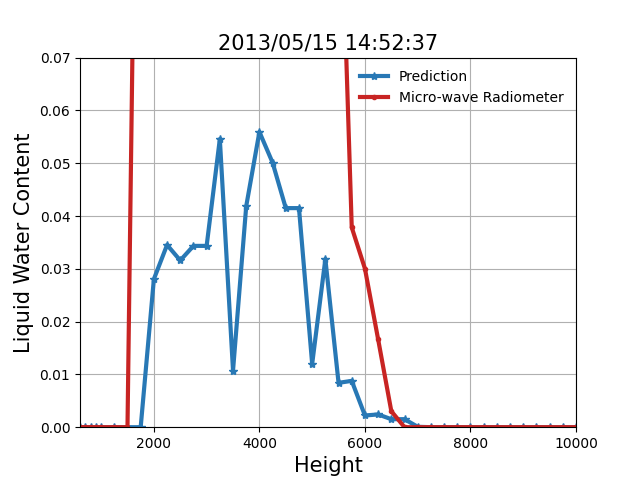 2013/05/15 14:52:37
0.07
0.06
0.05
0.04
0.03
0.02
0.01
0.00
Liquid Water Content
Prediction
Micro-wave Radiometer
2000 4000 6000 8000 10000
Height